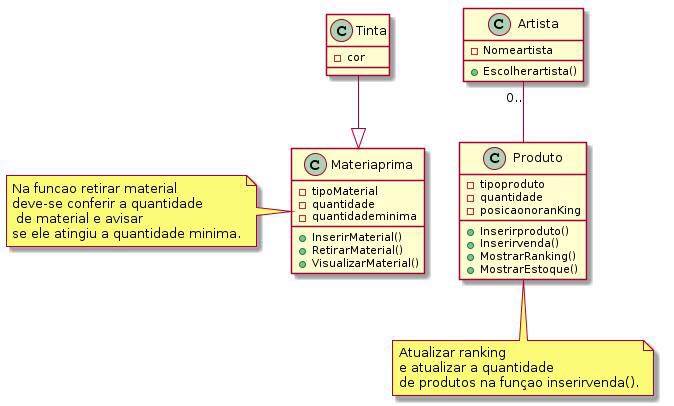 C Tinta
cor
C Artista
Nomeartista
Escolherartista()
0..
C Materiaprima
tipoMaterial
quantidade
quantidademinima
InserirMaterial()
RetirarMaterial()
VisualizarMaterial()
C Produto
tipoproduto
quantidade
posicaonoranKing
Inserirproduto()
Inserirvenda()
MostrarRanking()
MostrarEstoque()
Na funcao retirar material
deve-se conferir a quantidade
de material e avisar
se ele atingiu a quantidade minima.
Atualizar ranking
e atualizar a quantidade
de produtos na funçao inserirvenda().